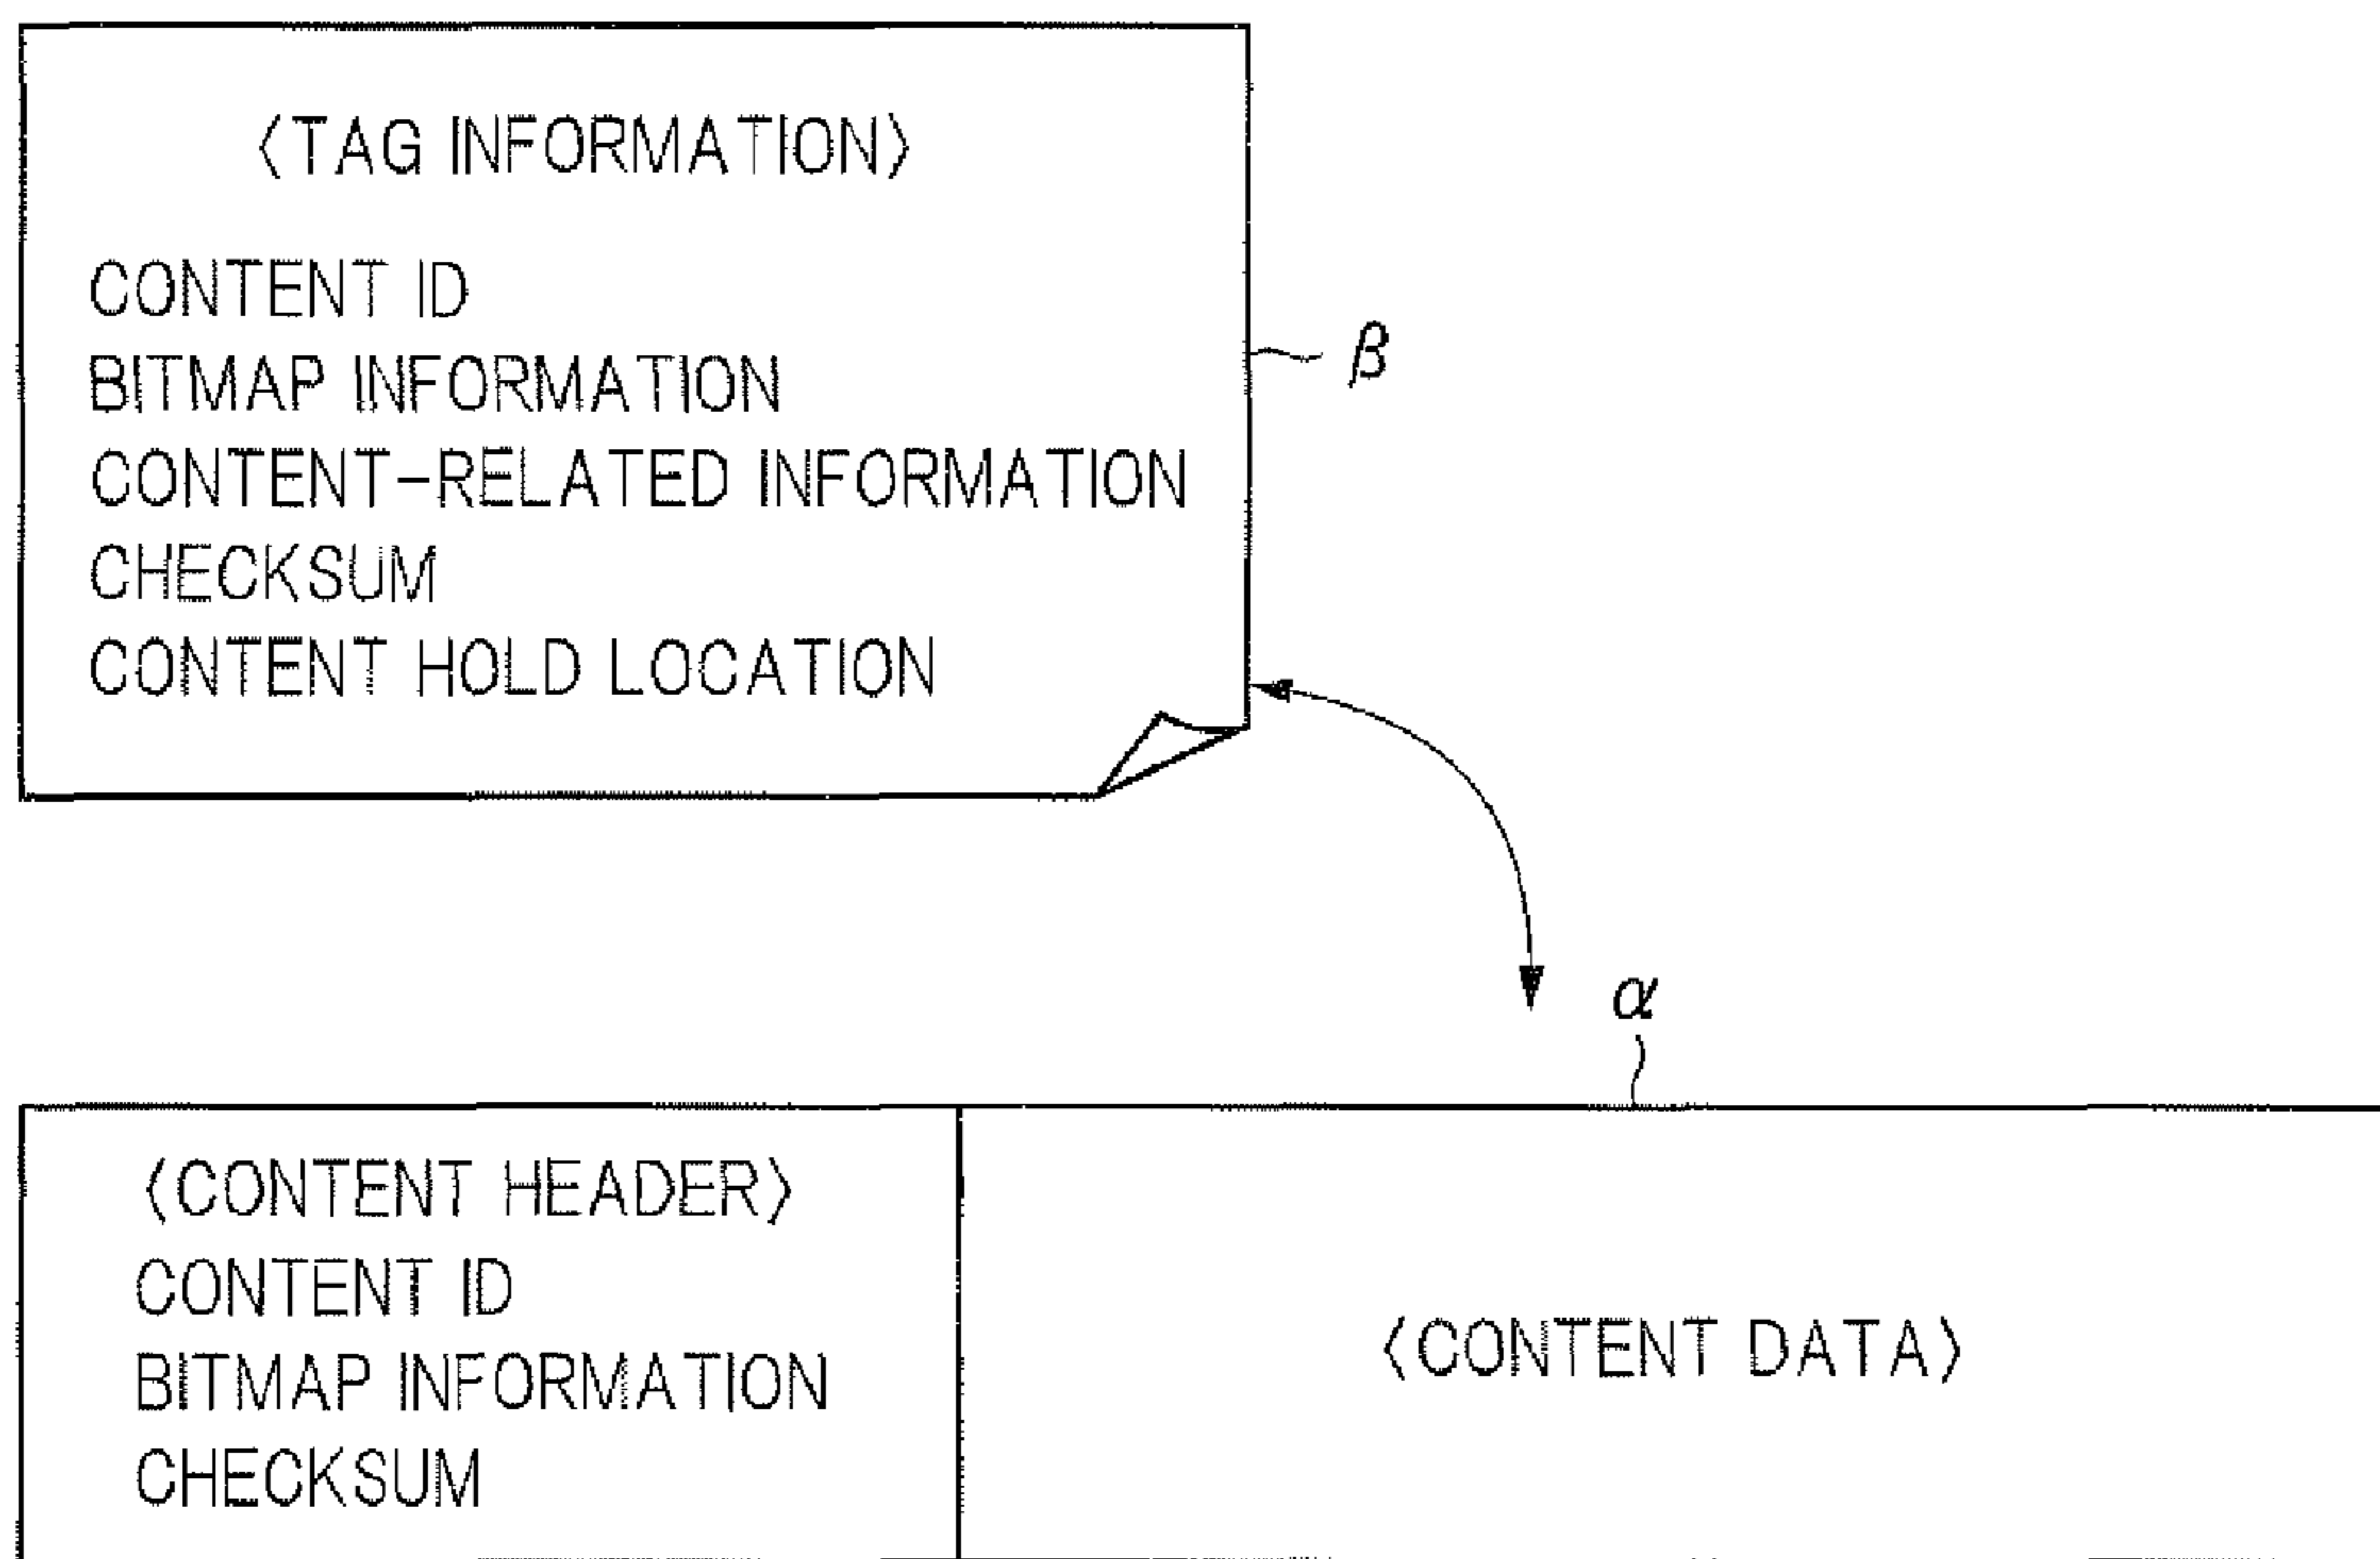 〈TAG INFORMATION〉
CONTENT ID
BITMAP INFORMATION
CONTENT-RELATED INFORMATION
CHECKSUM
CONTENT HOLD LOCATION
β
α
〈CONTENT HEADER〉
CONTENT ID
BITMAP INFORMATION
CHECKSUM
〈CONTENT DATA〉